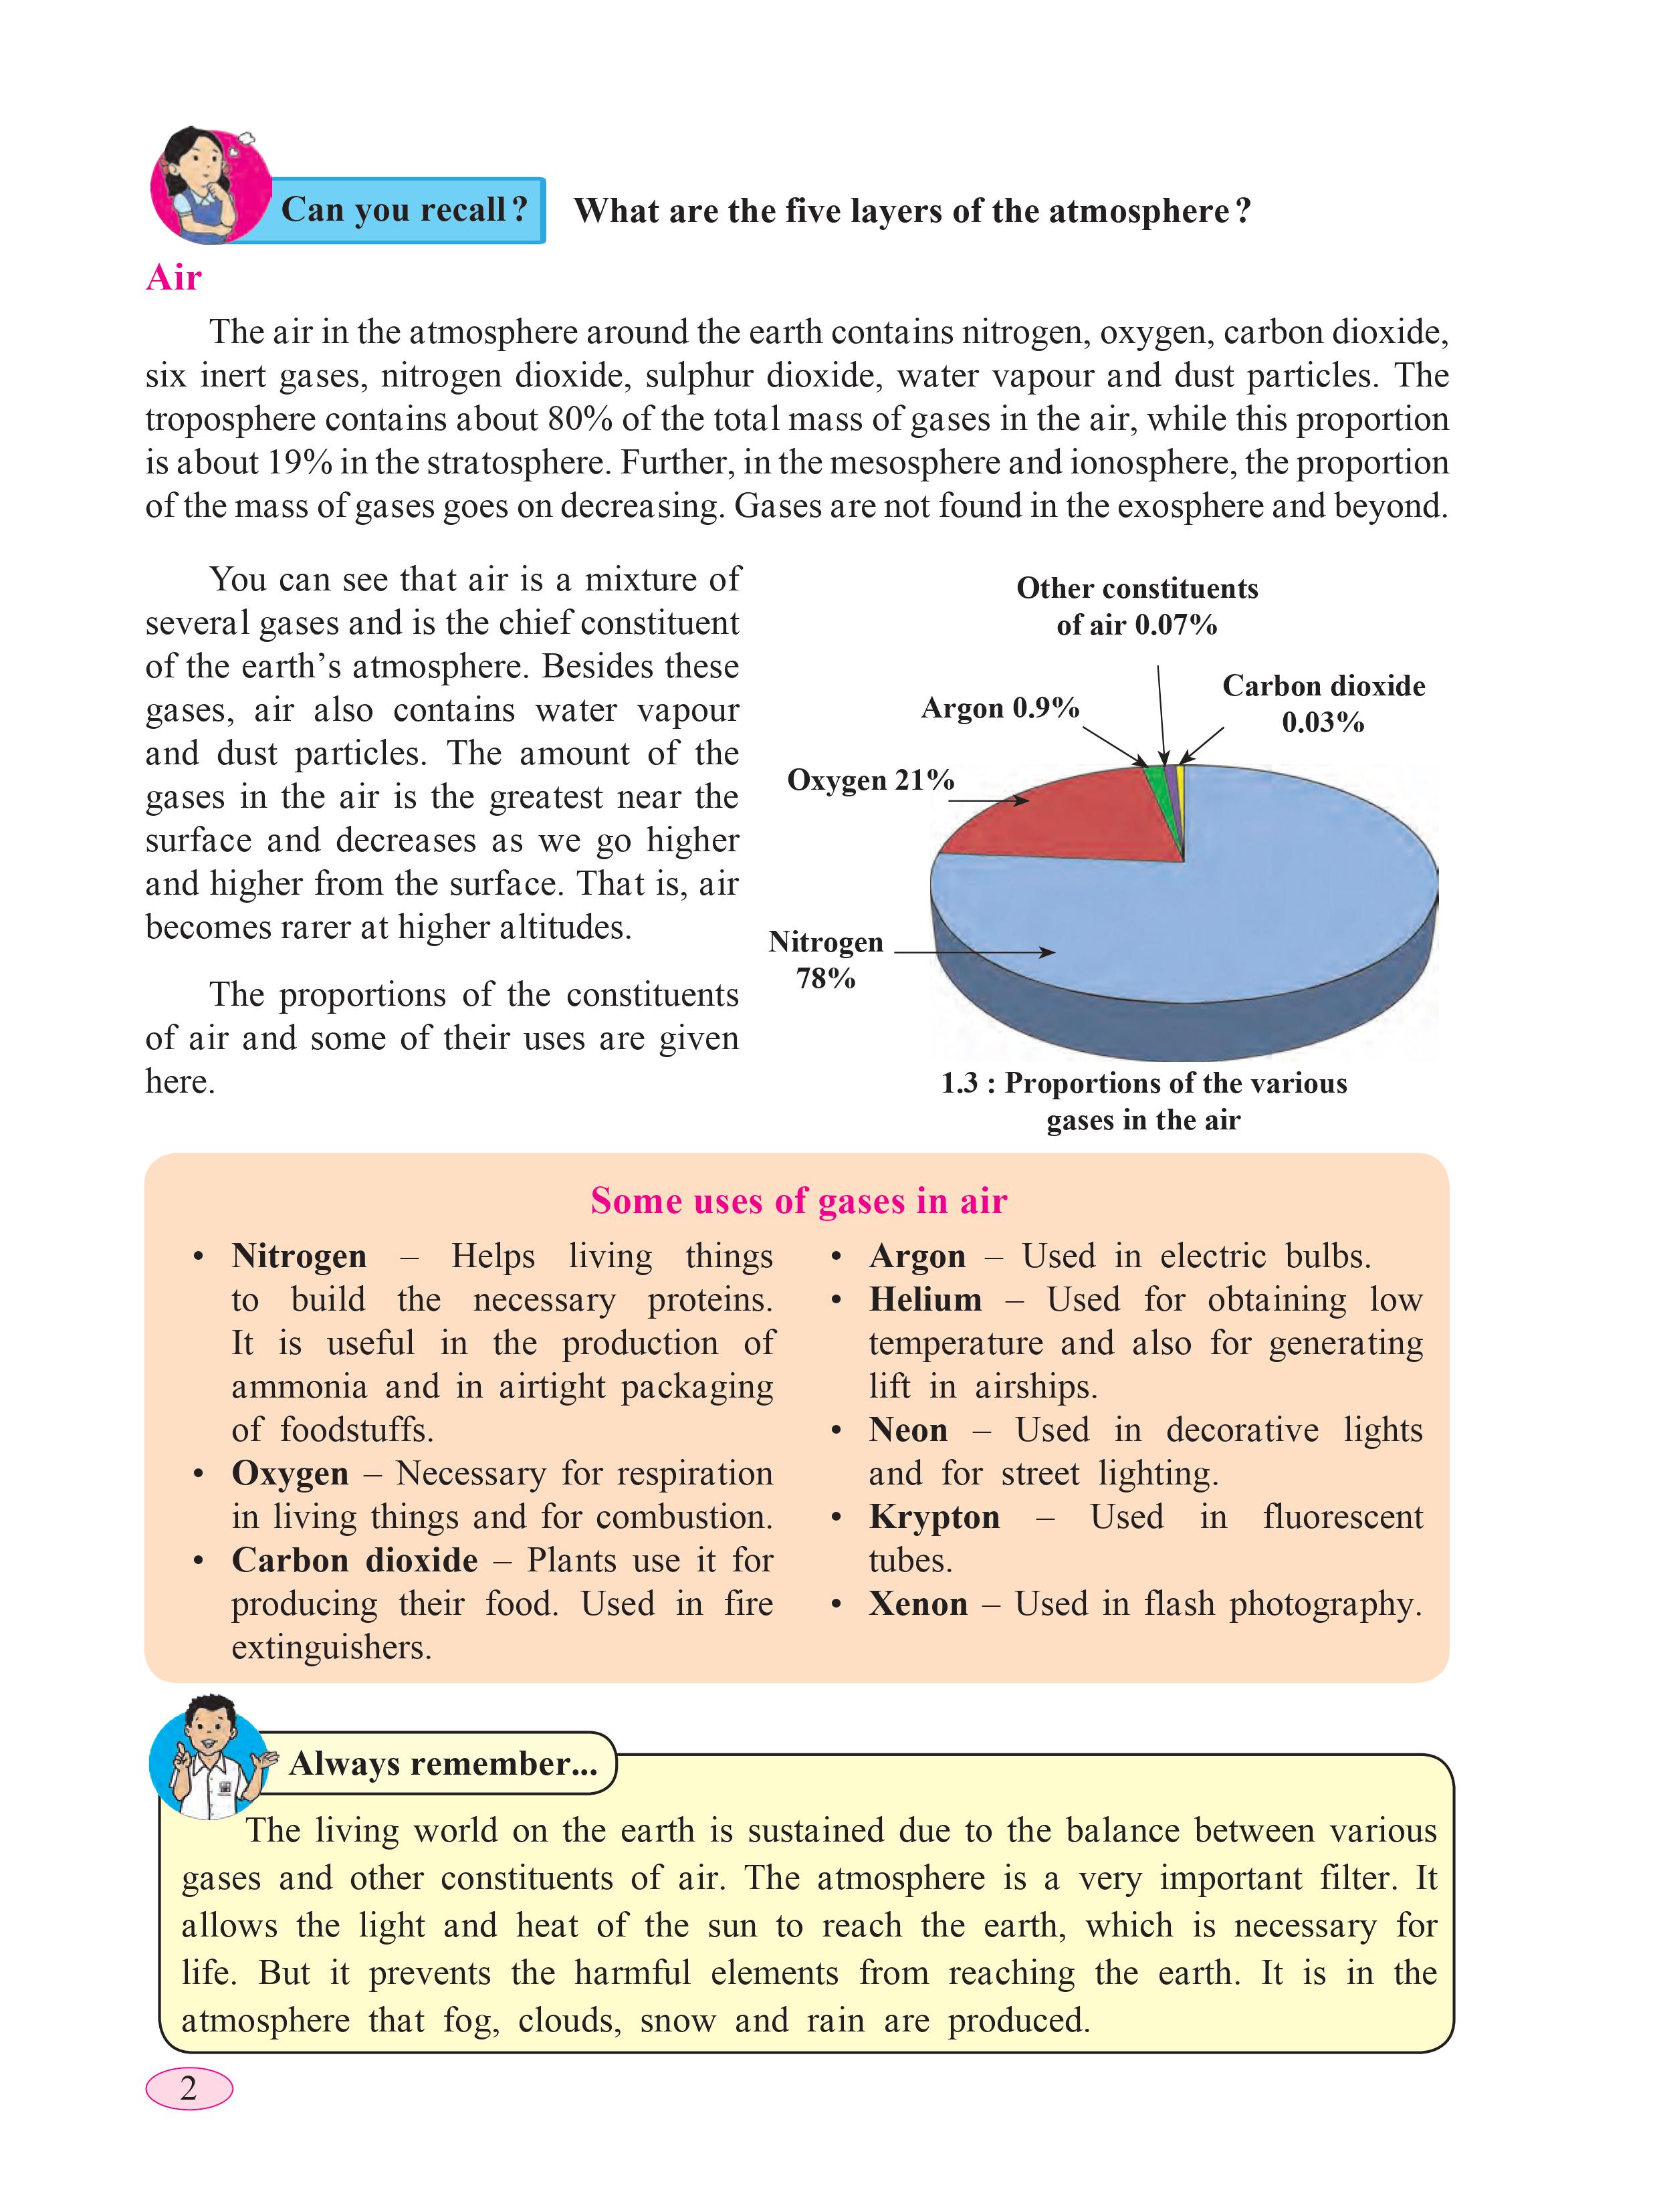 Can you recall ?
What are the five layers of the atmosphere ?
Air
The air in the atmosphere around the earth contains nitrogen, oxygen, carbon dioxide,
six inert gases, nitrogen dioxide, sulphur dioxide, water vapour and dust particles. The
troposphere contains about 80% of the total mass of gases in the air, while this proportion
is about 19% in the stratosphere. Further, in the mesosphere and ionosphere, the proportion
of the mass of gases goes on decreasing. Gases are not found in the exosphere and beyond.
You can see that air is a mixture of
several gases and is the chief constituent
of the earth’s atmosphere. Besides these
gases, air also contains water vapour
and dust particles. The amount of the
gases in the air is the greatest near the
surface and decreases as we go higher
and higher from the surface. That is, air
becomes rarer at higher altitudes.
The proportions of the constituents
of air and some of their uses are given
here.
Other constituents
of air 0.07%
Carbon dioxide
0.03%
Argon 0.9%
Oxygen 21%
Nitrogen
78%
1.3 : Proportions of the various
gases in the air
Some uses of gases in air
• Nitrogen – Helps living things
to build the necessary proteins.
It is useful in the production of
ammonia and in airtight packaging
of foodstuffs.
• Oxygen – Necessary for respiration
in living things and for combustion.
• Carbon dioxide – Plants use it for
producing their food. Used in fire
extinguishers.
• Argon – Used in electric bulbs.
• Helium – Used for obtaining low
temperature and also for generating
lift in airships.
• Neon – Used in decorative lights
and for street lighting.
• Krypton – Used in fluorescent
tubes.
• Xenon – Used in flash photography.
Always remember...
The living world on the earth is sustained due to the balance between various
gases and other constituents of air. The atmosphere is a very important filter. It
allows the light and heat of the sun to reach the earth, which is necessary for
life. But it prevents the harmful elements from reaching the earth. It is in the
atmosphere that fog, clouds, snow and rain are produced.
2